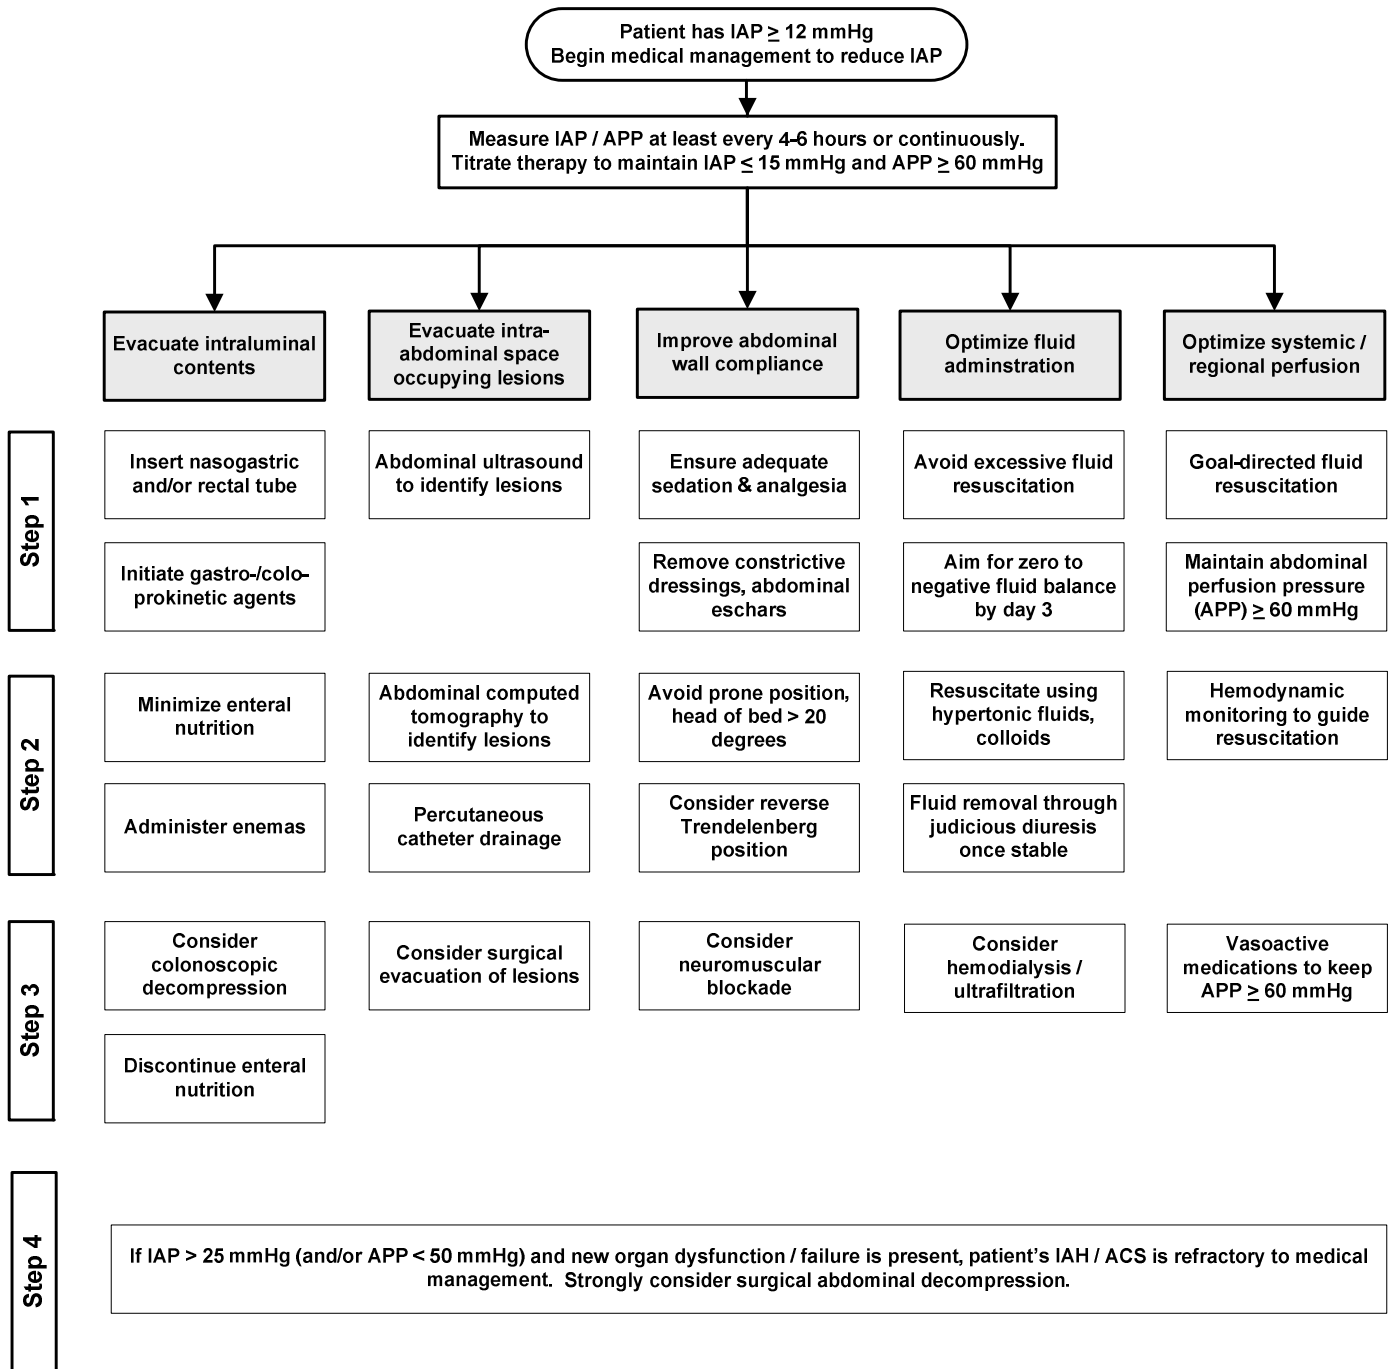 Patient has IAP ≥ 12 mmHg
Begin medical management to reduce IAP
Measure IAP / APP at least every 4-6 hours or continuously.
Titrate therapy to maintain IAP ≤ 15 mmHg and APP ≥ 60 mmHg
Evacuate intraluminal
contents
Evacuate intra-
abdominal space
occupying lesions
Improve abdominal
wall compliance
Optimize fluid
adminstration
Optimize systemic /
regional perfusion
Step 1
Insert nasogastric
and/or rectal tube
Abdominal ultrasound
to identify lesions
Ensure adequate
sedation & analgesia
Avoid excessive fluid
resuscitation
Goal-directed fluid
resuscitation
Initiate gastro-/colo-
prokinetic agents
Remove constrictive
dressings, abdominal
eschars
Aim for zero to
negative fluid balance
by day 3
Maintain abdominal
perfusion pressure
(APP) ≥ 60 mmHg
Step 2
Minimize enteral
nutrition
Abdominal computed
tomography to
identify lesions
Avoid prone position,
head of bed > 20
degrees
Resuscitate using
hypertonic fluids,
colloids
Hemodynamic
monitoring to guide
resuscitation
Administer enemas
Percutaneous
catheter drainage
Consider reverse
Trendelenberg
position
Fluid removal through
judicious diuresis
once stable
Step 3
Consider
colonoscopic
decompression
Consider surgical
evacuation of lesions
Consider
neuromuscular
blockade
Consider
hemodialysis /
ultrafiltration
Vasoactive
medications to keep
APP ≥ 60 mmHg
Discontinue enteral
nutrition
Step 4
If IAP > 25 mmHg (and/or APP < 50 mmHg) and new organ dysfunction / failure is present, patient's IAH / ACS is refractory to medical
management.  Strongly consider surgical abdominal decompression.